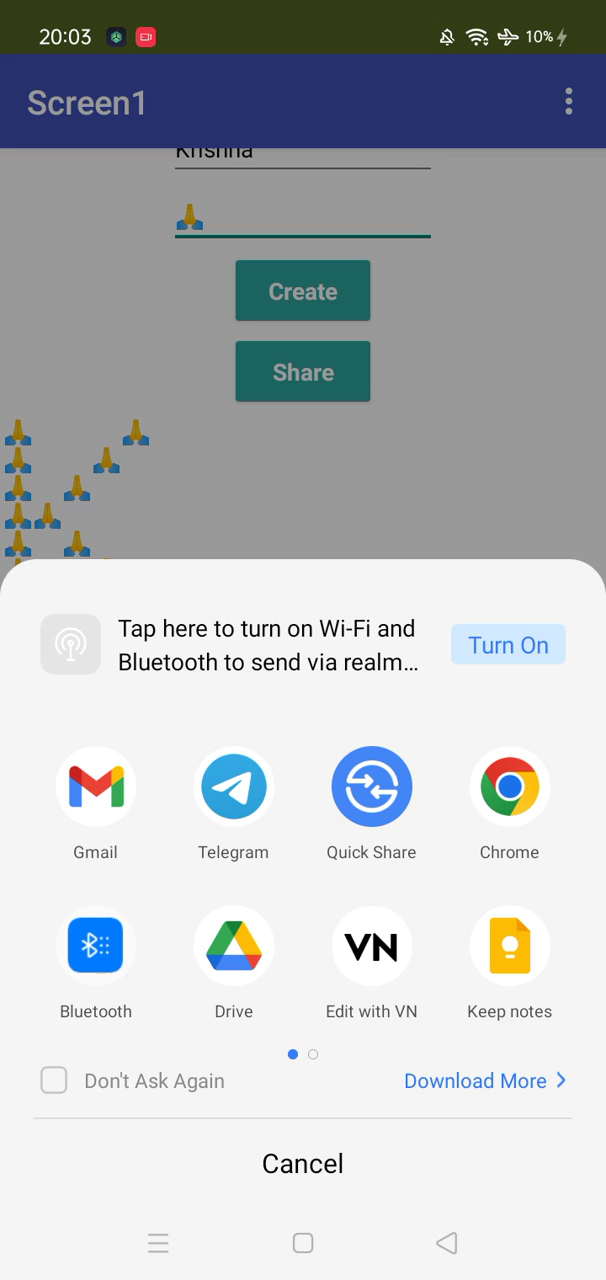 20:03
10%
Screen1
Krishna
🙏
Create
Share
🙏 🙏
🙏 🙏
🙏 🙏
🙏🙏
🙏 🙏
Tap here to turn on Wi-Fi and
Bluetooth to send via realm...
Turn On
Gmail
Telegram
Quick Share
Chrome
VN
Bluetooth
Drive
Edit with VN
Keep notes
Don't Ask Again
Download More
Cancel